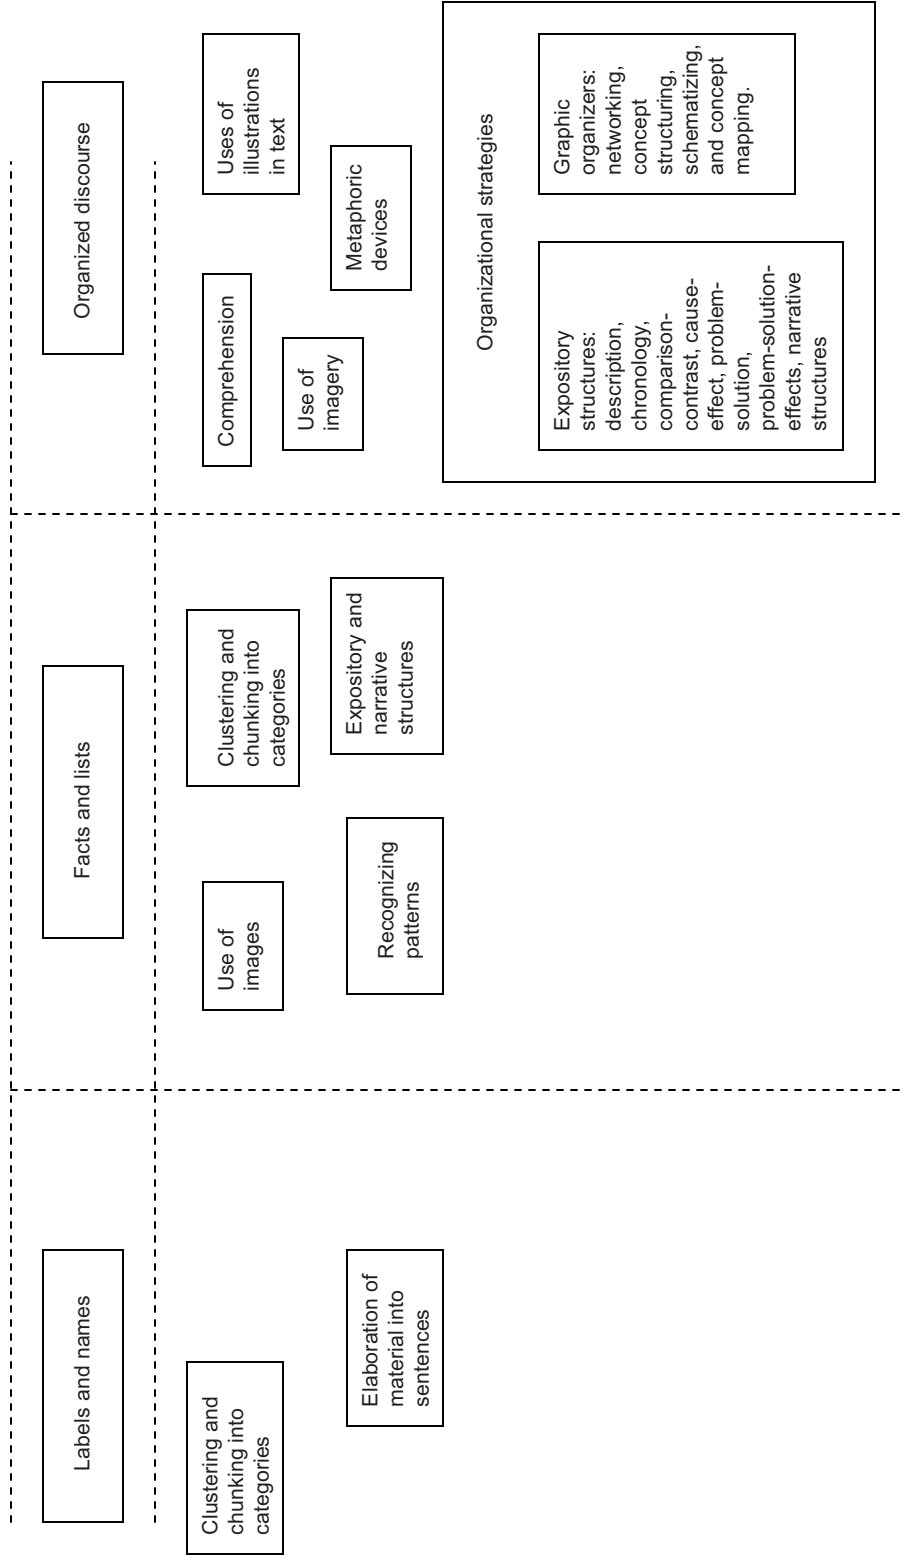 Labels and names
Facts and lists
Organized discourse
Clustering and
chunking into
categories
Elaboration of
material into
sentences
Use of
images
Clustering and
chunking into
categories
Recognizing
patterns
Expository and
narrative
structures
Comprehension
Uses of
illustrations
in text
Use of
imagery
Metaphoric
devices
Organizational strategies
Expository
structures:
description,
chronology,
comparison-
contrast, cause-
effect, problem-
solution,
problem-solution-
effects, narrative
structures
Graphic
organizers:
networking,
concept
structuring,
schematizing,
and concept
mapping.